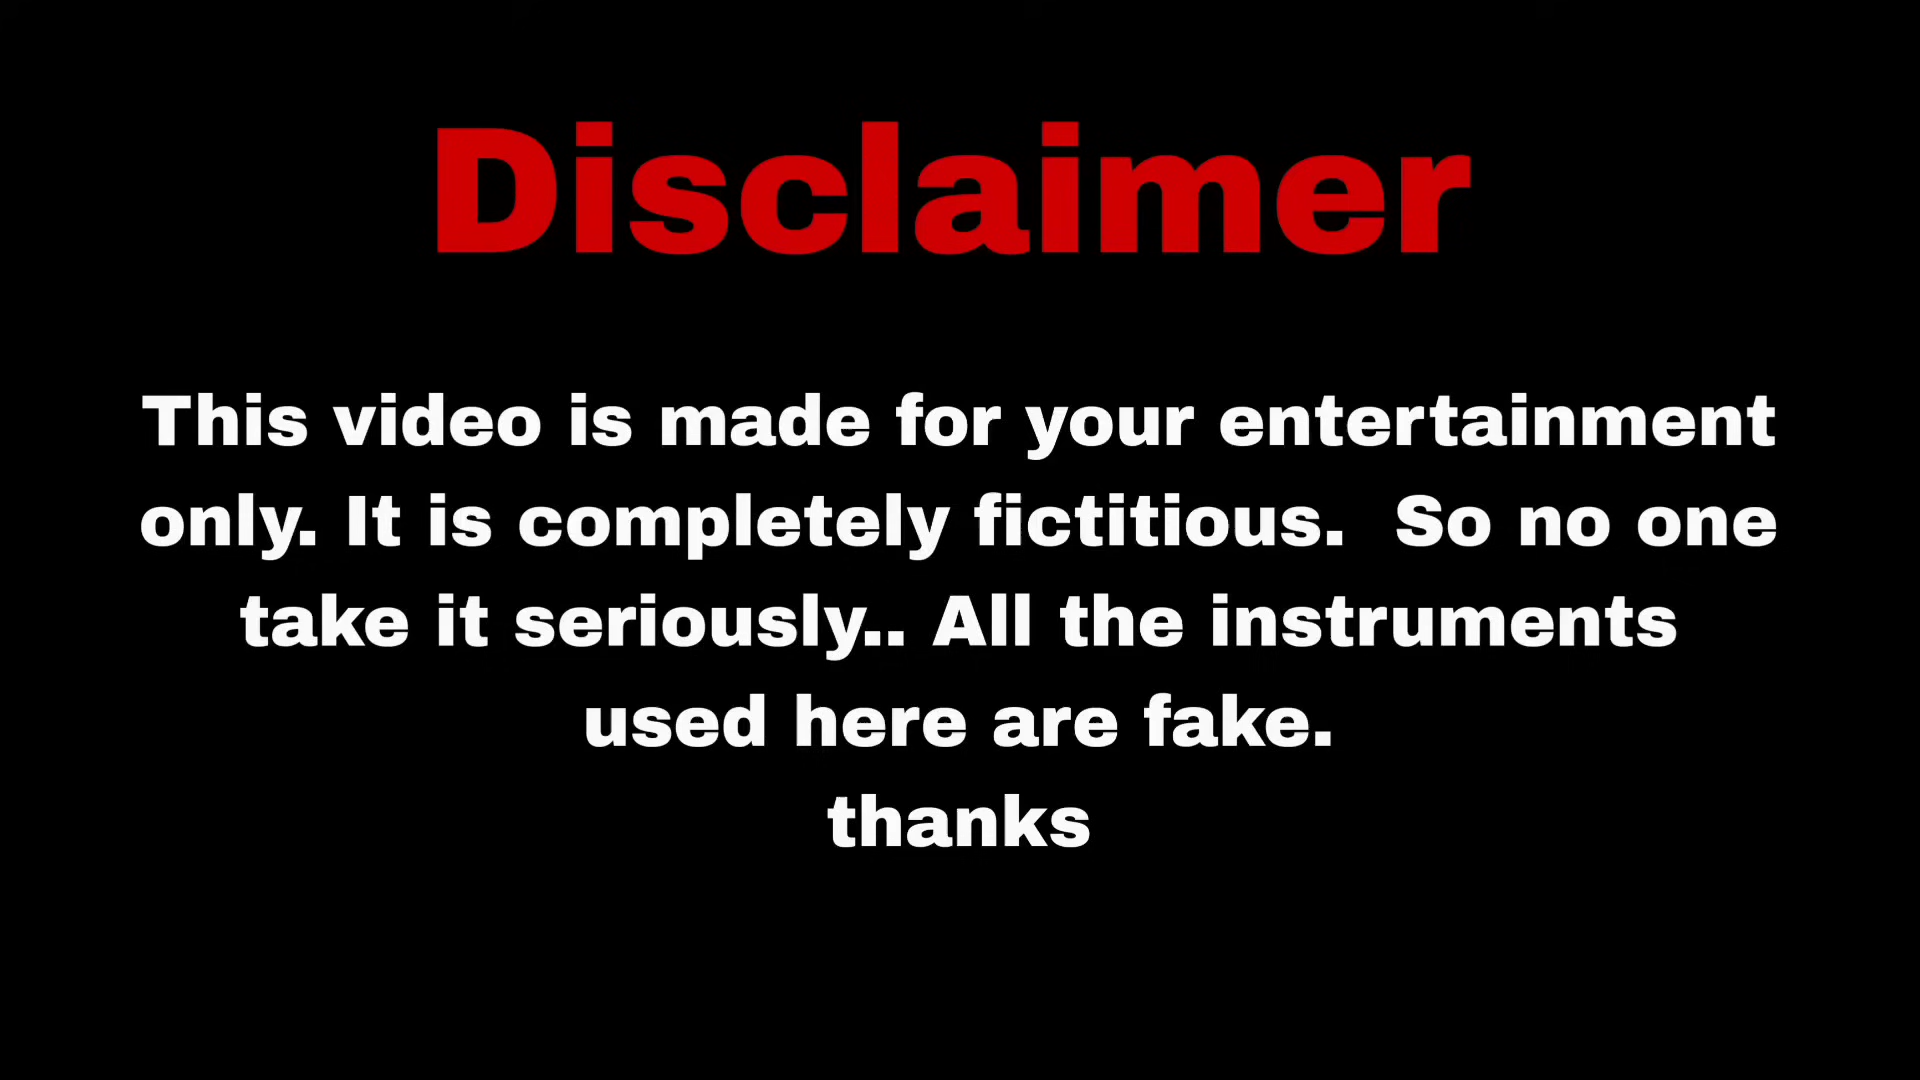 Disclaimer
This video is made for your entertainment
only. It is completely fictitious.  So no one
take it seriously.. All the instruments
used here are fake.
thanks